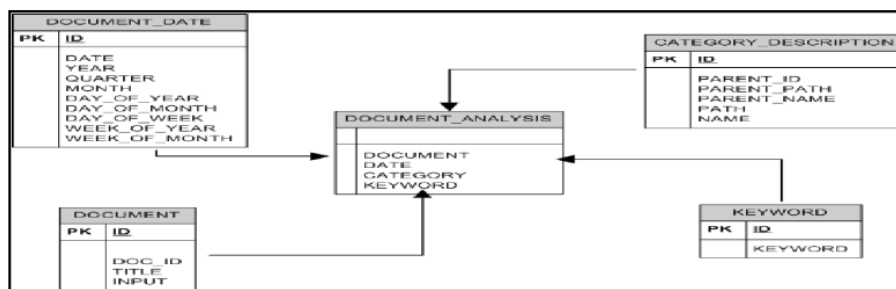 DOCUMENT_DATE
PK ID
DATE
YEAR
QUARTER
MONTH
DAY_OF_YEAR
DAY_OF_MONTH
DAY_OF_WEEK
WEEK_OF_YEAR
WEEK_OF_MONTH
CATEGORY_DESCRIPTION
PK ID
PARENT_ID
PARENT_PATH
PARENT_NAME
PATH
NAME
DOCUMENT_ANALYSIS
DOCUMENT
DATE
CATEGORY
KEYWORD
DOCUMENT
PK ID
DOC_ID
TITLE
INPUT
KEYWORD
PK ID
KEYWORD